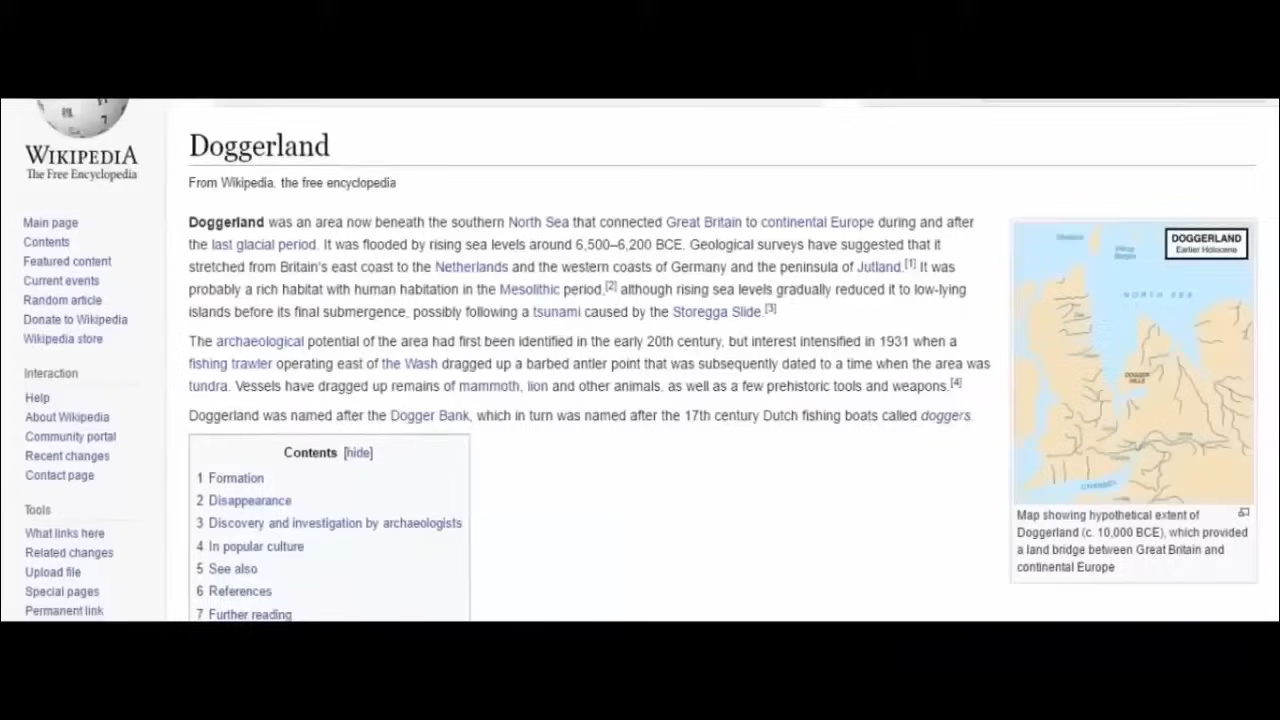 WIKIPEDIA
The Free Encyclopedia
Main page
Contents
Featured content
Current events
Random article
Donate to Wikipedia
Wikipedia store
Interaction
Help
About Wikipedia
Community portal
Recent changes
Contact page
Tools
What links here
Related changes
Upload file
Special pages
Permanent link
Doggerland
From Wikipedia, the free encyclopedia
Doggerland was an area now beneath the southern North Sea that connected Great Britain to continental Europe during and after
the last glacial period. It was flooded by rising sea levels around 6,500–6,200 BCE. Geological surveys have suggested that it
stretched from Britain's east coast to the Netherlands and the western coasts of Germany and the peninsula of Jutland.[1] It was
probably a rich habitat with human habitation in the Mesolithic period,[2] although rising sea levels gradually reduced it to low-lying
islands before its final submergence, possibly following a tsunami caused by the Storegga Slide.[3]
The archaeological potential of the area had first been identified in the early 20th century, but interest intensified in 1931 when a
fishing trawler operating east of the Wash dragged up a barbed antler point that was subsequently dated to a time when the area was
tundra. Vessels have dragged up remains of mammoth, lion and other animals, as well as a few prehistoric tools and weapons.[4]
Doggerland was named after the Dogger Bank, which in turn was named after the 17th century Dutch fishing boats called doggers.
Contents [hide]
1 Formation
2 Disappearance
3 Discovery and investigation by archaeologists
4 In popular culture
5 See also
6 References
7 Further reading
DOGGERLAND
Earlier Holocene
NORTH SEA
DOGGER
HILLS
Map showing hypothetical extent of
Doggerland (c. 10,000 BCE), which provided
a land bridge between Great Britain and
continental Europe